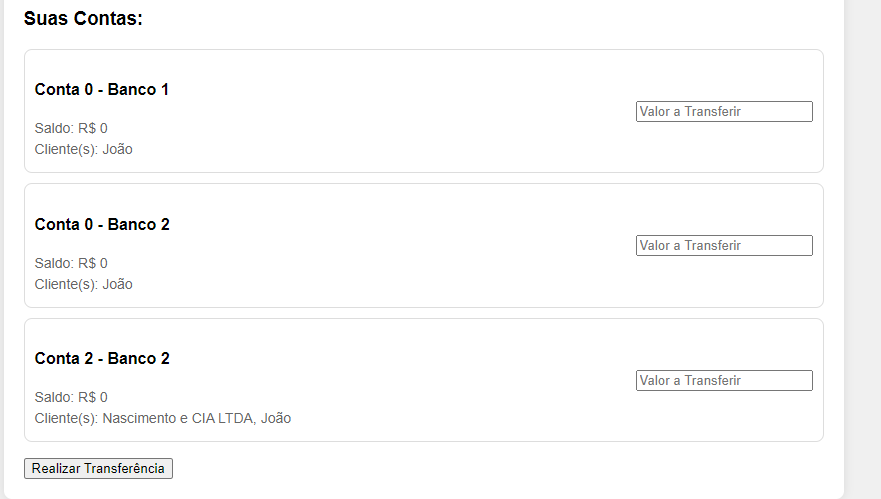 Suas Contas:
Conta 0 - Banco 1
Valor a Transferir
Saldo: R$ 0
Cliente(s): João
Conta 0 - Banco 2
Valor a Transferir
Saldo: R$ 0
Cliente(s): João
Conta 2 - Banco 2
Valor a Transferir
Saldo: R$ 0
Cliente(s): Nascimento e CIA LTDA, João
Realizar Transferência